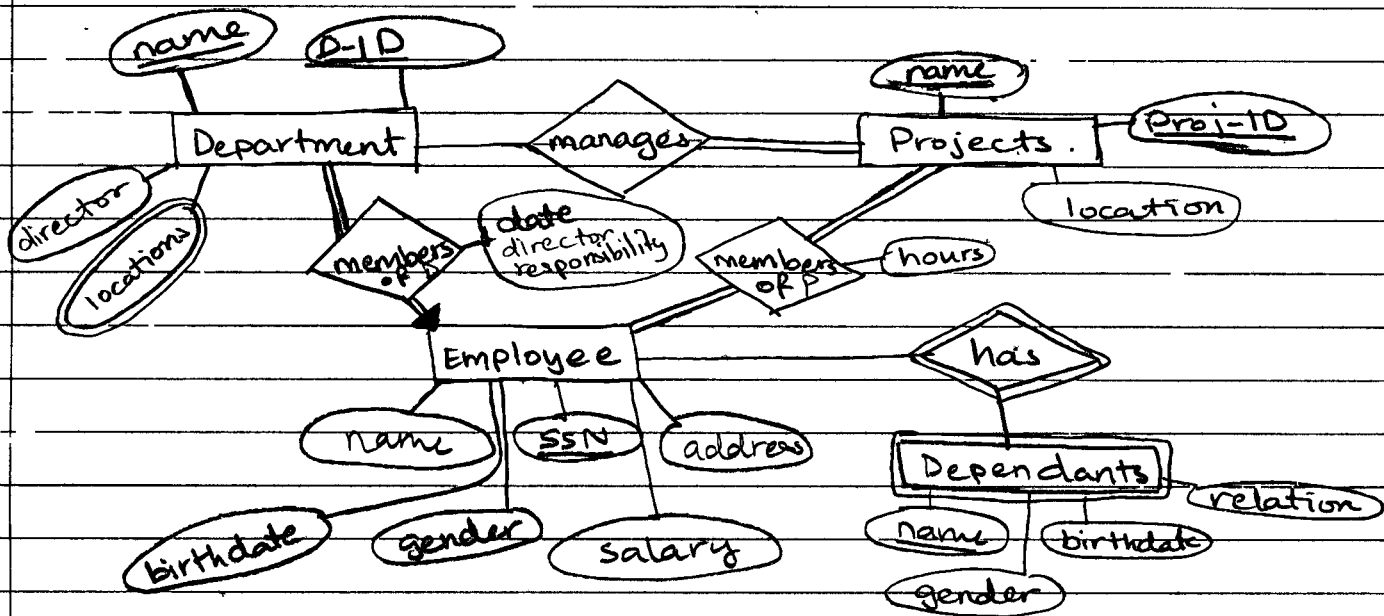 name
D-ID
name
Proj-ID
Department
manages
Projects.
location
director
locations
members
OF D
date
director
responsibility
members
OF P
hours
Employee
has
name
SSN
address
Dependants
relation
birthdate
gender
salary
name
birthdate
gender